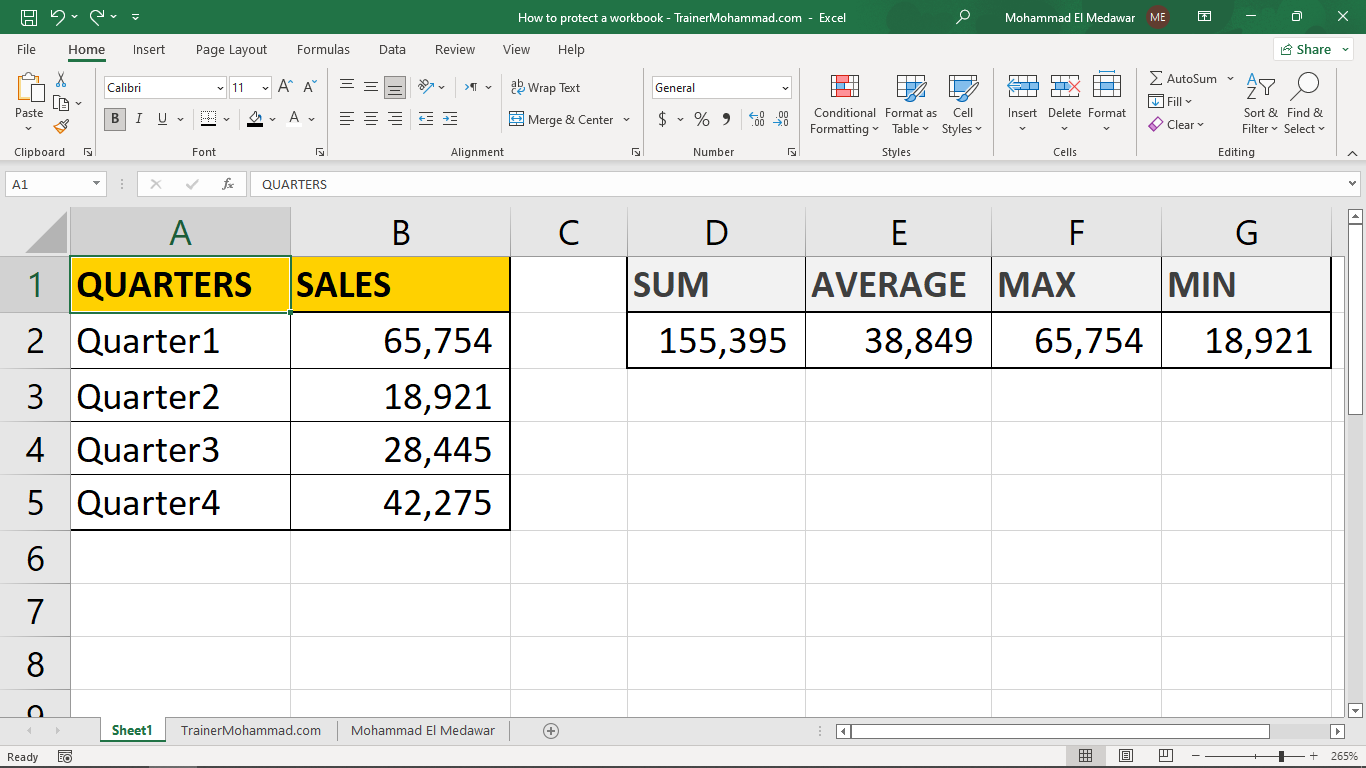 How to protect a workbook - TrainerMohammad.com - Excel
Mohammad El Medawar ME
File Home Insert Page Layout Formulas Data Review View Help Share
Paste
Calibri 11
B I U A
ab Wrap Text
Merge & Center
General
$ % 9
Conditional Formatting
Format as Table
Cell Styles
Insert Delete Format
AutoSum
Fill
Clear
Sort & Filter
Find & Select
Clipboard Font Alignment Number Styles Cells Editing
A1 fx QUARTERS
A B C D E F G
1 QUARTERS SALES SUM AVERAGE MAX MIN
2 Quarter1 65,754 155,395 38,849 65,754 18,921
3 Quarter2 18,921
4 Quarter3 28,445
5 Quarter4 42,275
6
7
8
9
Sheet1 TrainerMohammad.com Mohammad El Medawar
Ready 265%